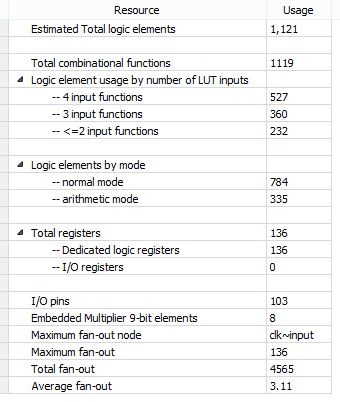 Resource Usage
Estimated Total logic elements 1,121
Total combinational functions 1119
Logic element usage by number of LUT inputs
-- 4 input functions 527
-- 3 input functions 360
-- <=2 input functions 232
Logic elements by mode
-- normal mode 784
-- arithmetic mode 335
Total registers 136
-- Dedicated logic registers 136
-- I/O registers 0
I/O pins 103
Embedded Multiplier 9-bit elements 8
Maximum fan-out node clk~input
Maximum fan-out 136
Total fan-out 4565
Average fan-out 3.11